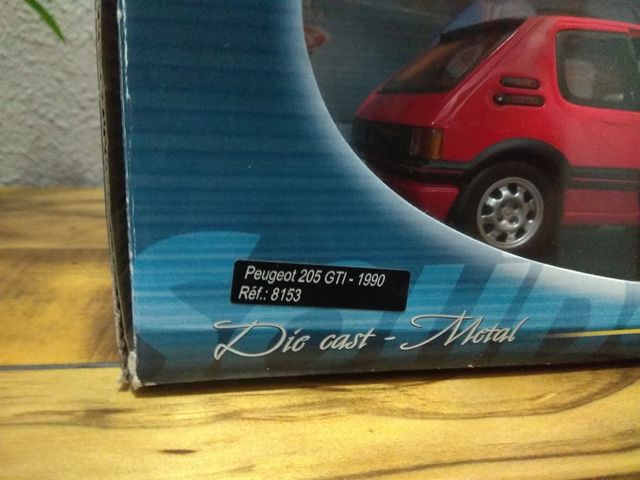 Peugeot 205 GTI - 1990
Réf.: 8153
Die cast - Metal